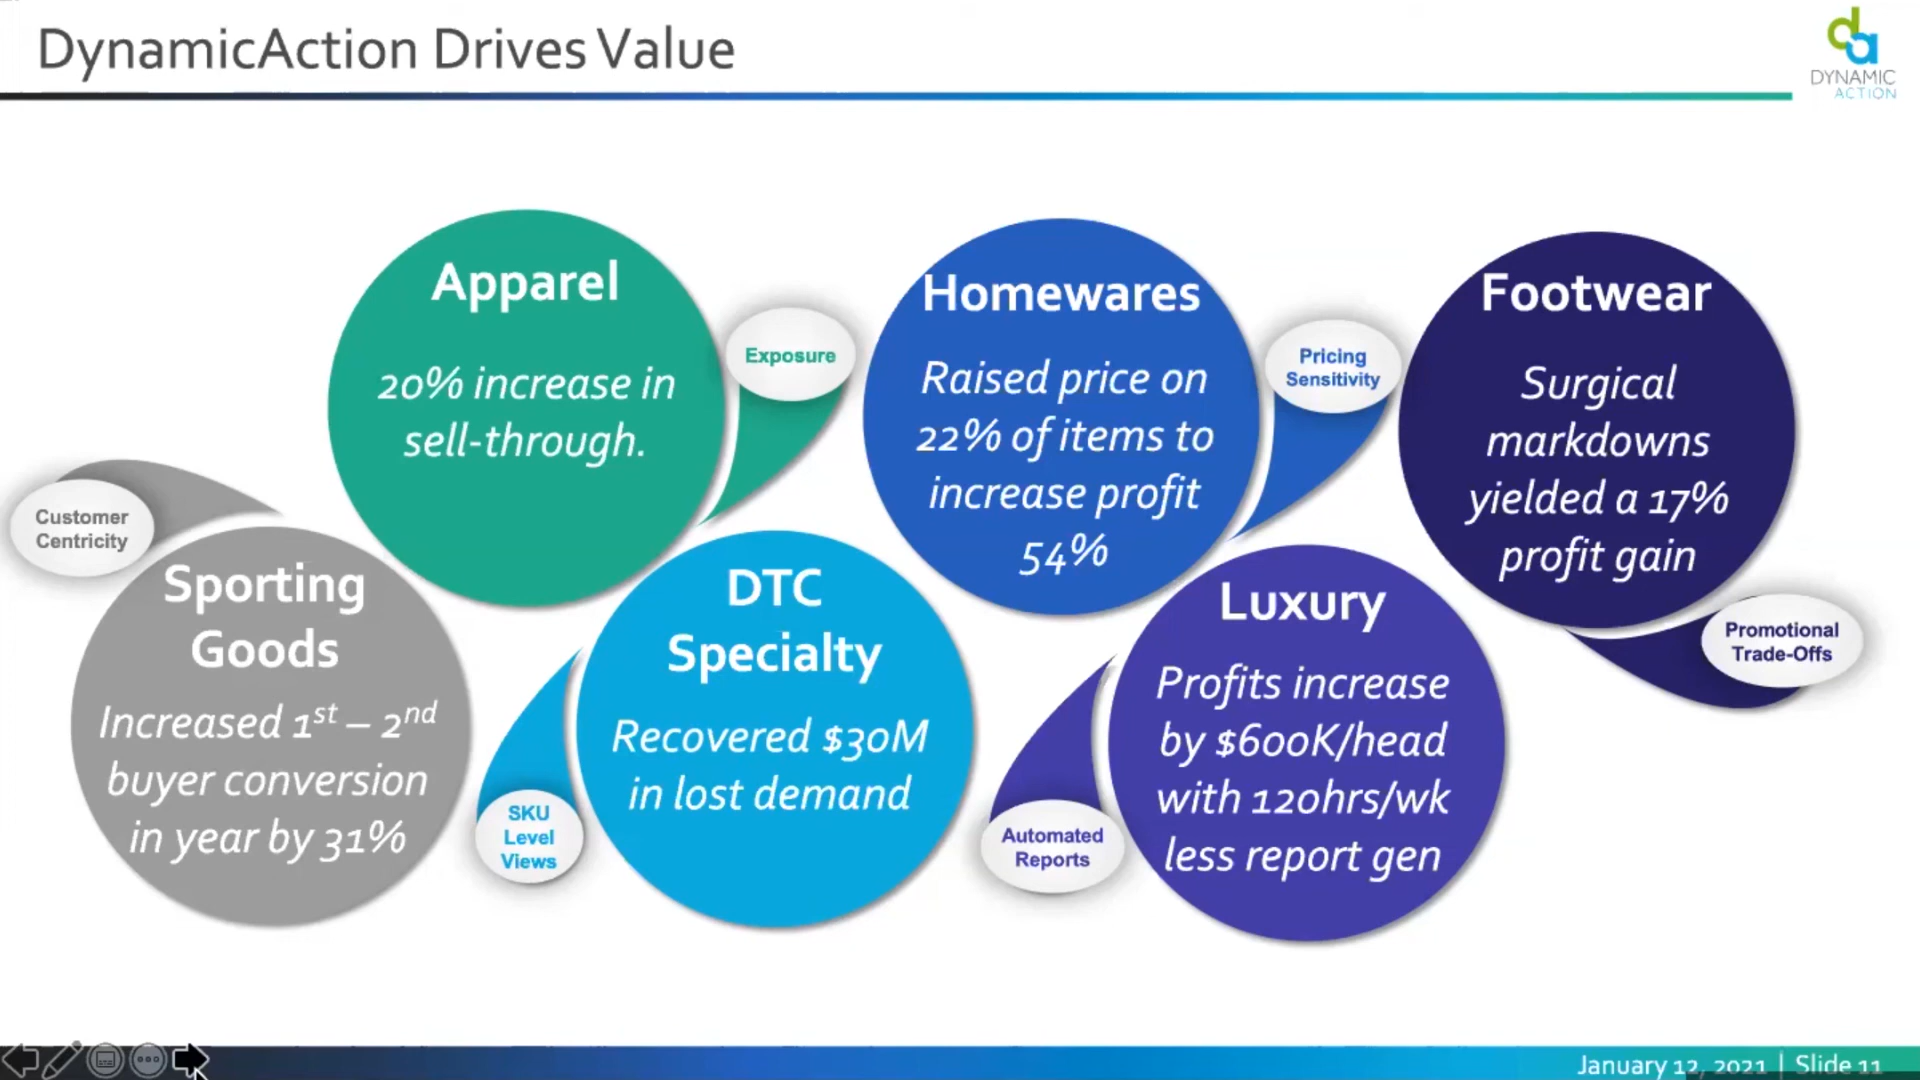 DynamicAction Drives Value
da
DYNAMIC
ACTION
Customer
Centricity
Sporting
Goods
Increased 1st – 2nd
buyer conversion
in year by 31%
Apparel
20% increase in
sell-through.
Exposure
SKU
Level
Views
DTC
Specialty
Recovered $30M
in lost demand
Homewares
Raised price on
22% of items to
increase profit
54%
Pricing
Sensitivity
Automated
Reports
Luxury
Profits increase
by $600K/head
with 120hrs/wk
less report gen
Footwear
Surgical
markdowns
yielded a 17%
profit gain
Promotional
Trade-Offs
January 12, 2021 | Slide 11